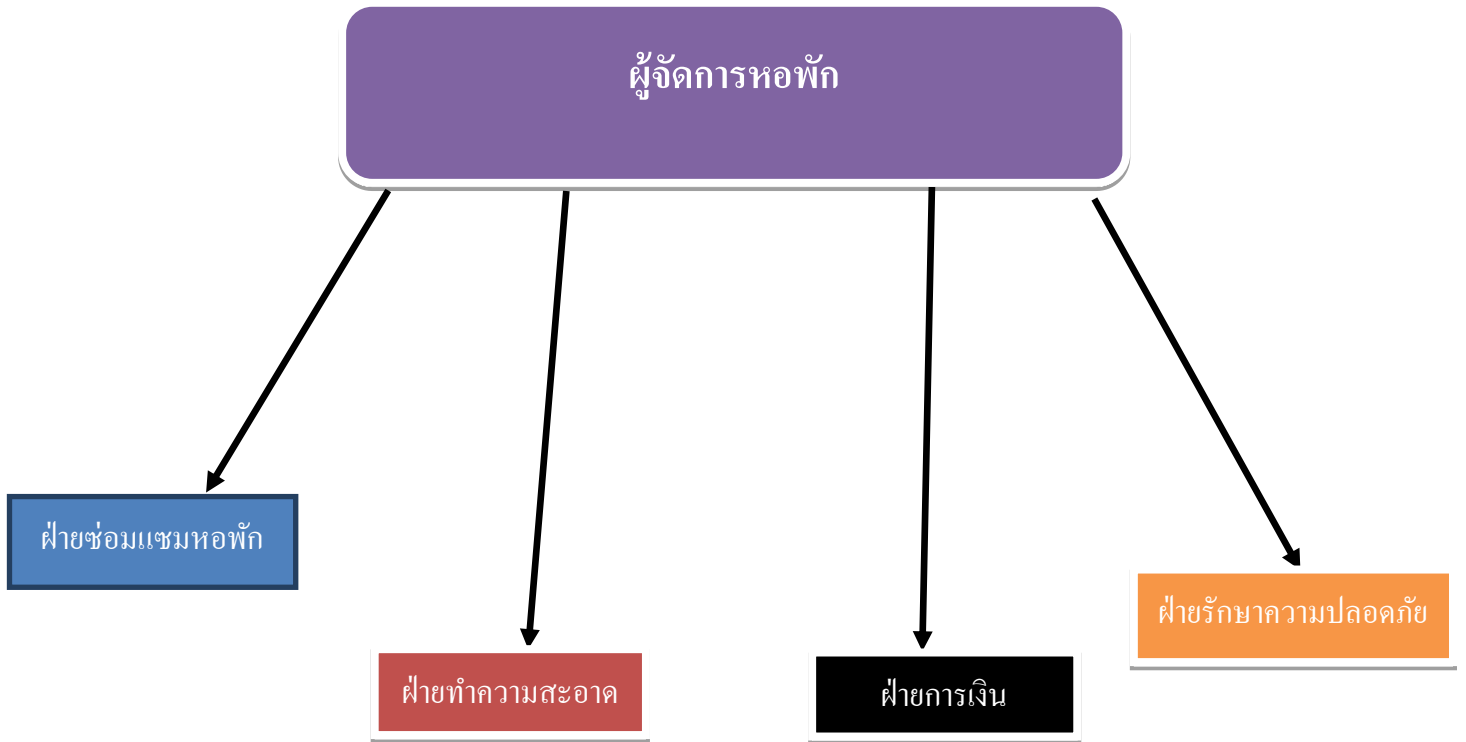 ผู้จัดการหอพัก
ฝ่ายซ่อมแซมหอพัก
ฝ่ายทำความสะอาด
ฝ่ายการเงิน
ฝ่ายรักษาความปลอดภัย